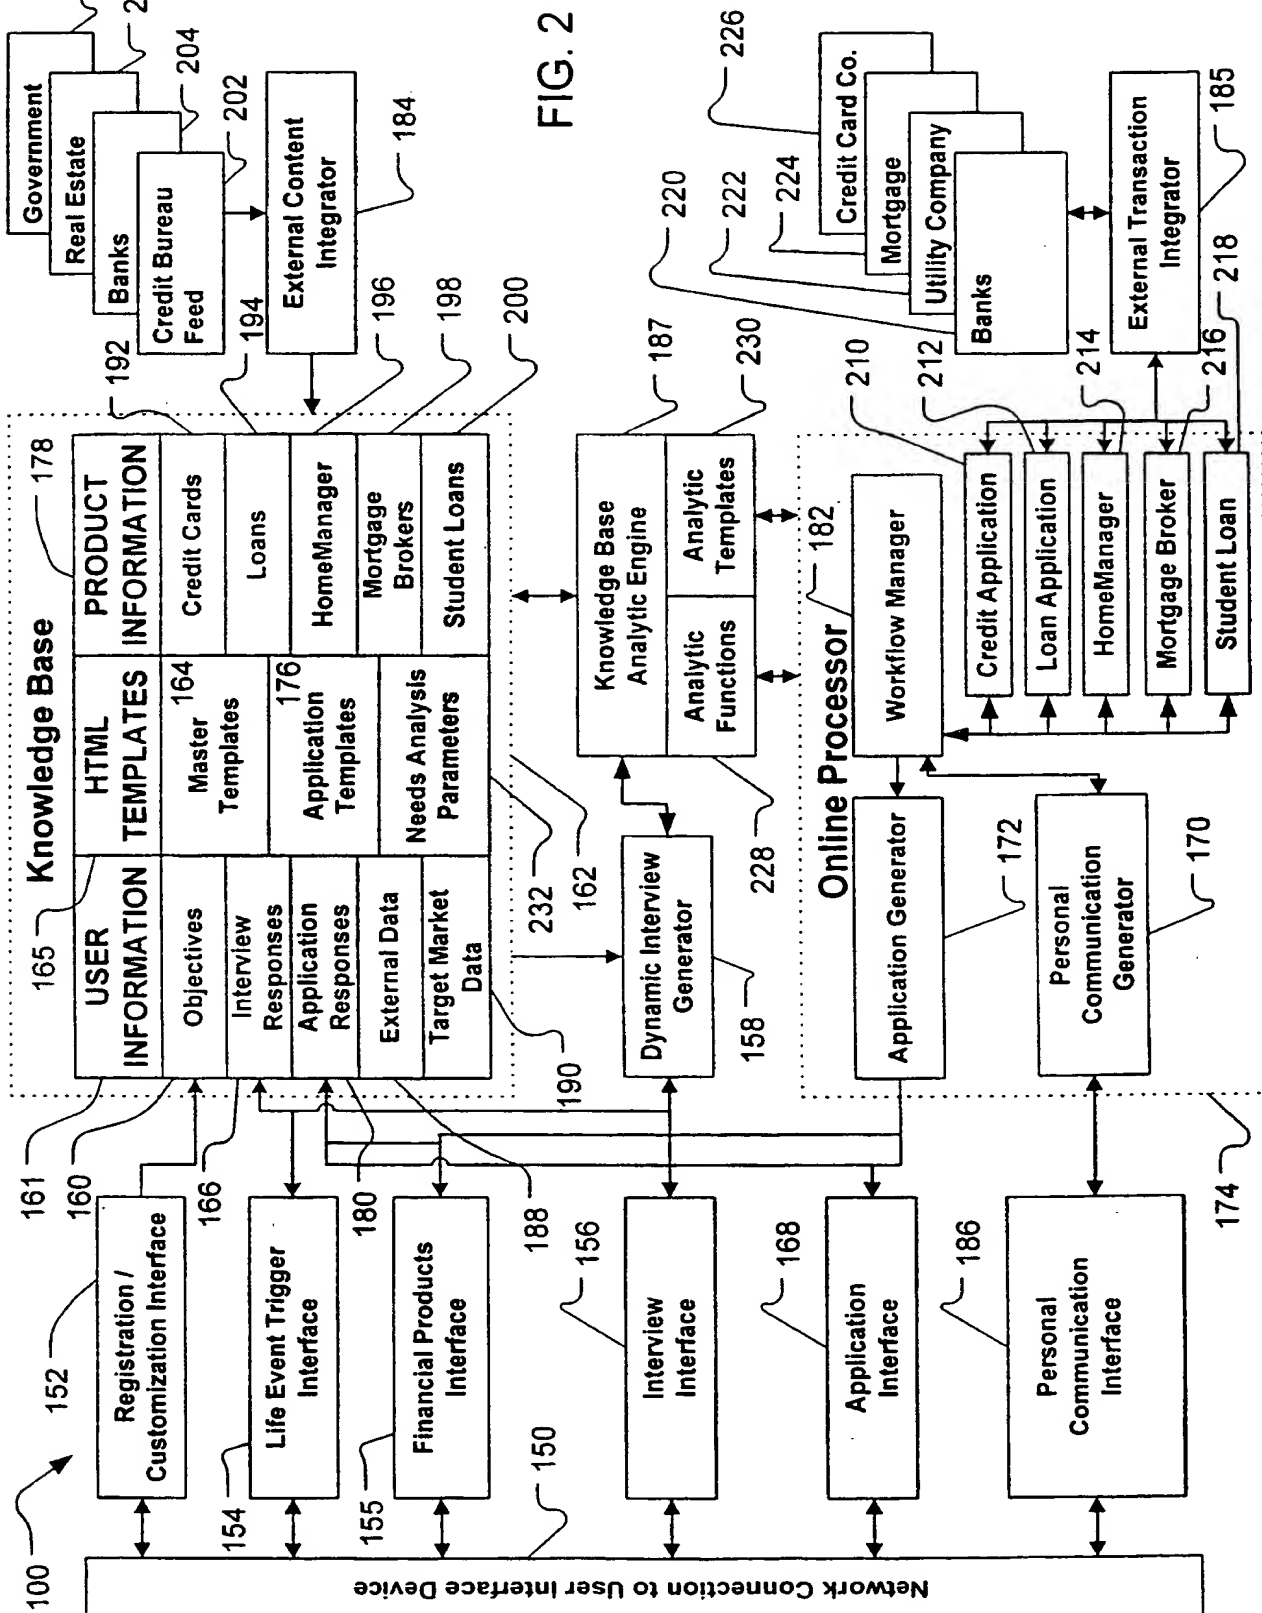 FIG. 2
100
Network Connection to User Interface Device
150
152
Registration /
Customization Interface
154
Life Event Trigger
Interface
155
Financial Products
Interface
156
Interview
Interface
168
Application
Interface
186
Personal
Communication
Interface
161
160
166
180
188
190
165
Knowledge Base
178
USER
INFORMATION
Objectives
Interview
Responses
Application
Responses
External Data
Target Market
Data
HTML
TEMPLATES
164
Master
Templates
176
Application
Templates
Needs Analysis
Parameters
PRODUCT
INFORMATION
Credit Cards
Loans
HomeManager
Mortgage
Brokers
Student Loans
232
162
192
194
196
198
200
Government
Real Estate
Banks
Credit Bureau
Feed
2
204
202
External Content
Integrator
184
Dynamic Interview
Generator
158
Knowledge Base
Analytic Engine
187
Analytic
Functions
Analytic
Templates
228
230
Online Processor
182
Workflow Manager
Application Generator
172
Personal
Communication
Generator
170
174
Credit Application
Loan Application
HomeManager
Mortgage Broker
Student Loan
210
212
214
216
218
Credit Card Co.
Mortgage
Utility Company
Banks
220
222
224
226
External Transaction
Integrator
185